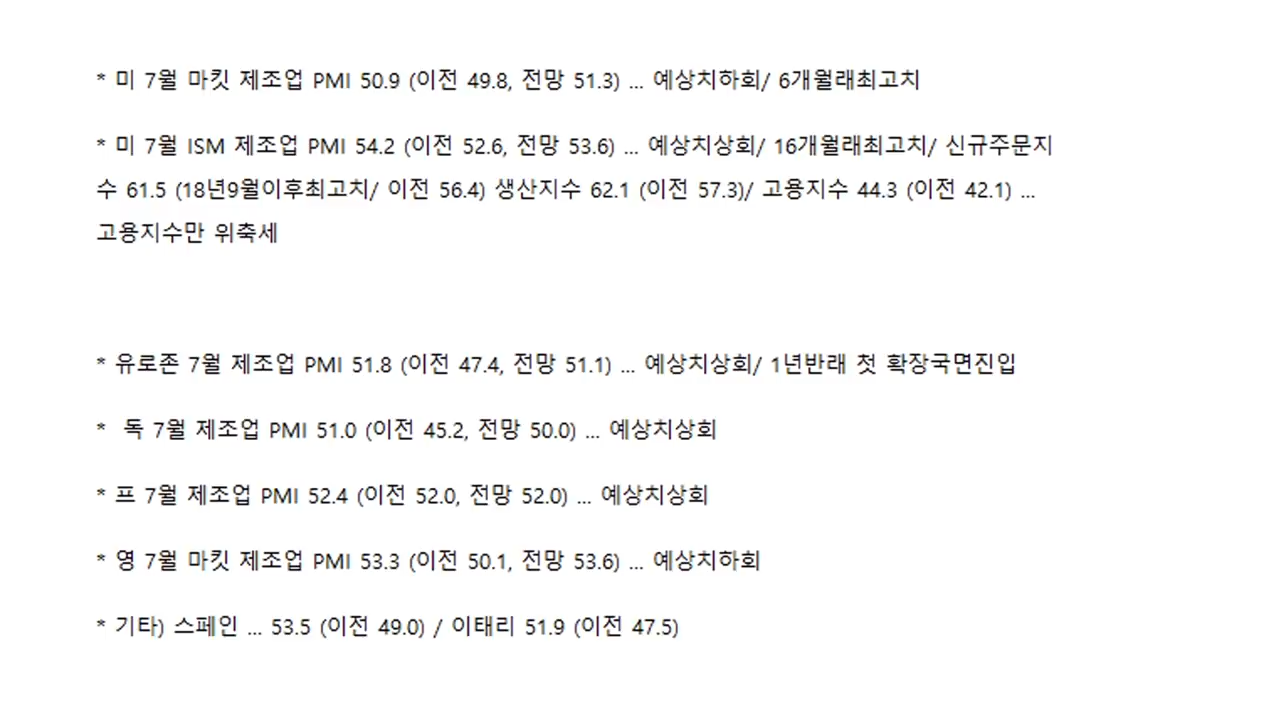 * 미 7월 마킷 제조업 PMI 50.9 (이전 49.8, 전망 51.3) ... 예상치하회/ 6개월래최고치
* 미 7월 ISM 제조업 PMI 54.2 (이전 52.6, 전망 53.6) ... 예상치상회/ 16개월래최고치/ 신규주문지
수 61.5 (18년9월이후최고치/ 이전 56.4) 생산지수 62.1 (이전 57.3)/ 고용지수 44.3 (이전 42.1) ...
고용지수만 위축세
* 유로존 7월 제조업 PMI 51.8 (이전 47.4, 전망 51.1) ... 예상치상회/ 1년반래 첫 확장국면진입
* 독 7월 제조업 PMI 51.0 (이전 45.2, 전망 50.0) ... 예상치상회
* 프 7월 제조업 PMI 52.4 (이전 52.0, 전망 52.0) ... 예상치상회
* 영 7월 마킷 제조업 PMI 53.3 (이전 50.1, 전망 53.6) ... 예상치하회
* 기타) 스페인 ... 53.5 (이전 49.0) / 이태리 51.9 (이전 47.5)